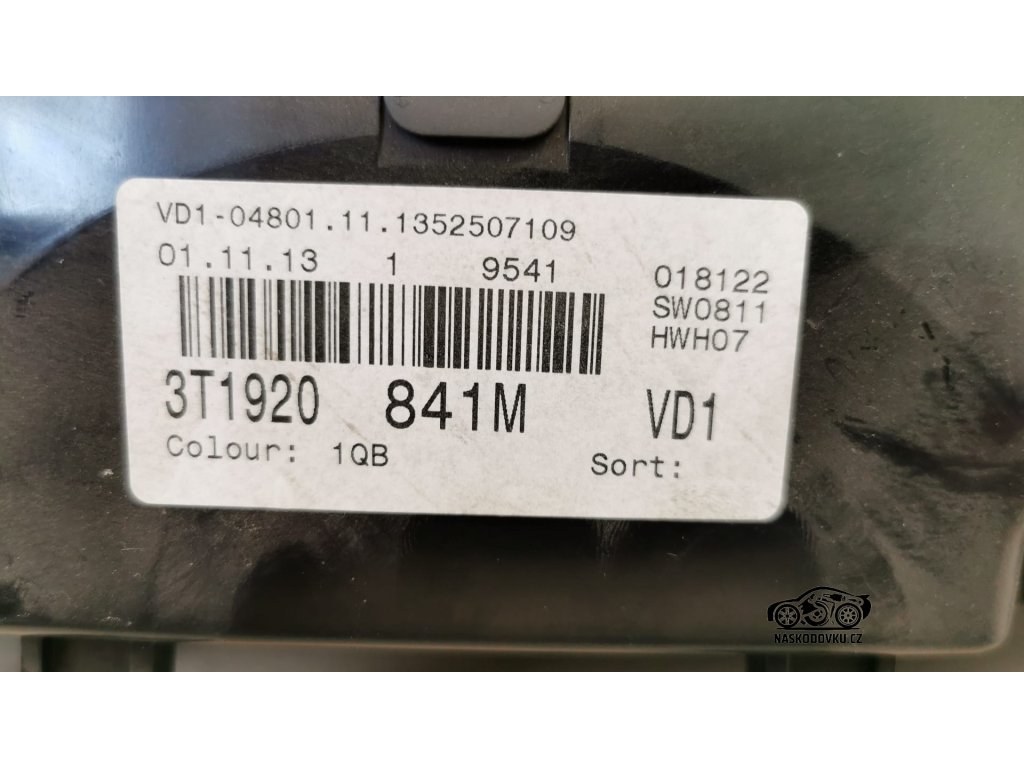 VD1-04801.11.1352507109
01.11.13 1 9541 018122
SW0811
HWH07
3T1920 841M VD1
Colour: 1QB Sort:
NASKODOVKU.CZ